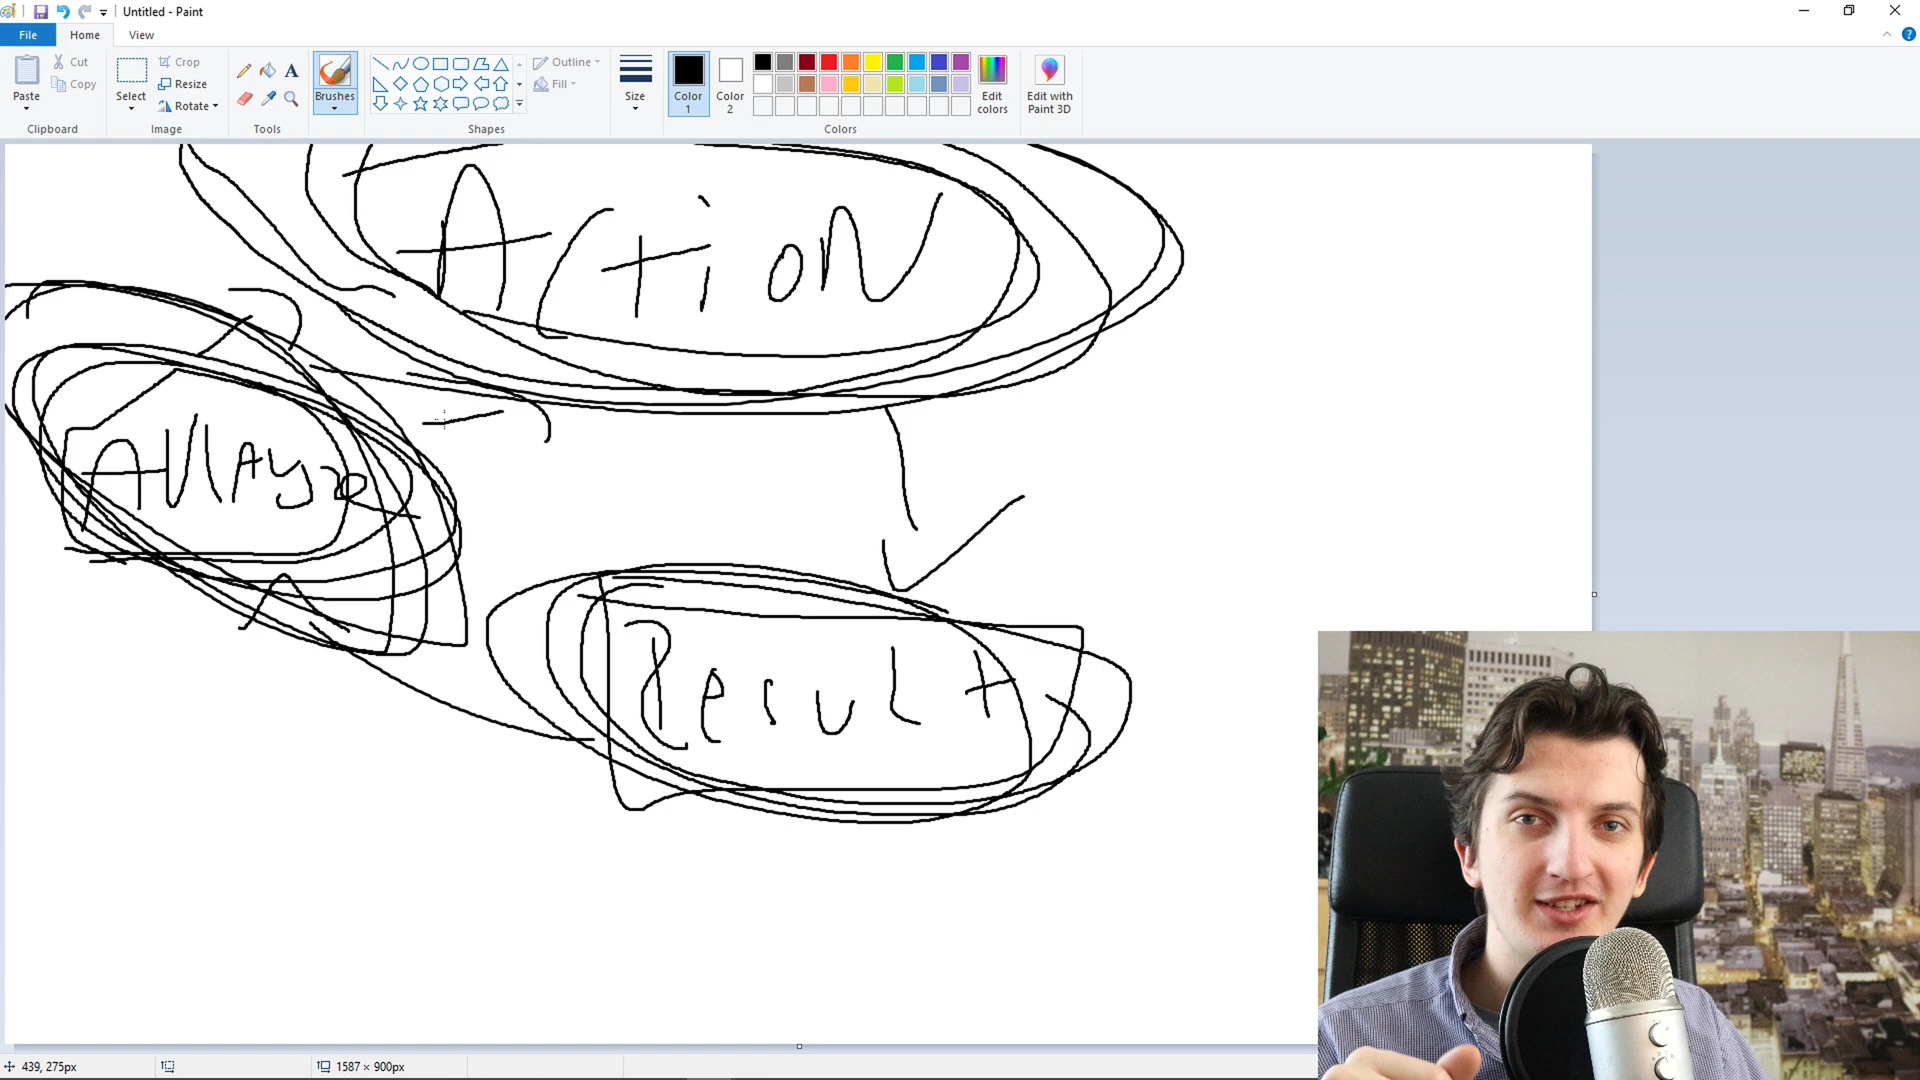 Untitled - Paint
File Home View
Paste Cut Copy Select Crop Resize Rotate Brushes Outline Fill Size Color 1 Color 2 Edit colors Edit with Paint 3D
Clipboard Image Tools Shapes Colors
Action
Anlayze
Result
439, 275px 1587 × 900px